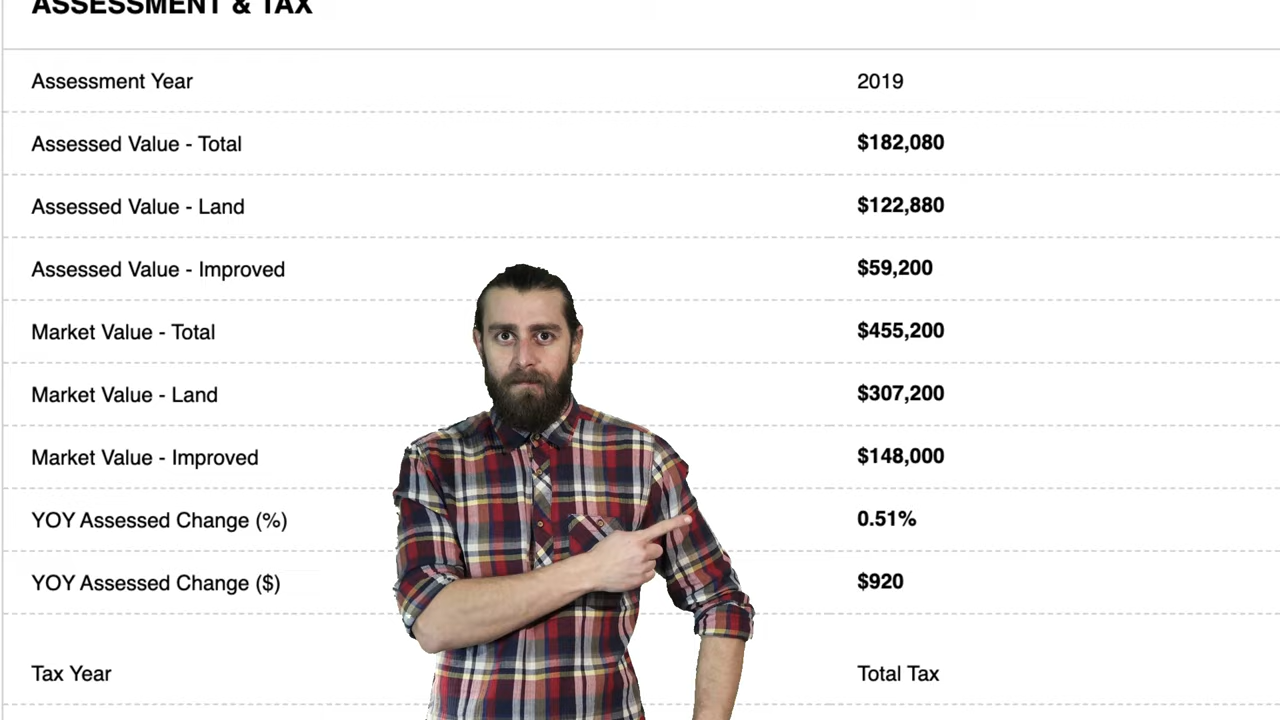 ASSESSMENT & TAX
Assessment Year 2019
Assessed Value - Total $182,080
Assessed Value - Land $122,880
Assessed Value - Improved $59,200
Market Value - Total $455,200
Market Value - Land $307,200
Market Value - Improved $148,000
YOY Assessed Change (%) 0.51%
YOY Assessed Change ($) $920
Tax Year Total Tax